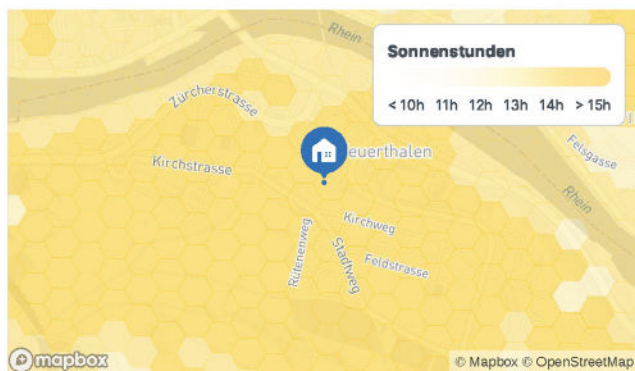 Rhein
Sonnenstunden
< 10h 11h 12h 13h 14h > 15h
Zürcherstrasse
Kirchstrasse
euerthalen
Felsgasse
Rhein
Kirchweg
Rütenenweg
Stadtweg
Feldstrasse
mapbox
© Mapbox © OpenStreetMap